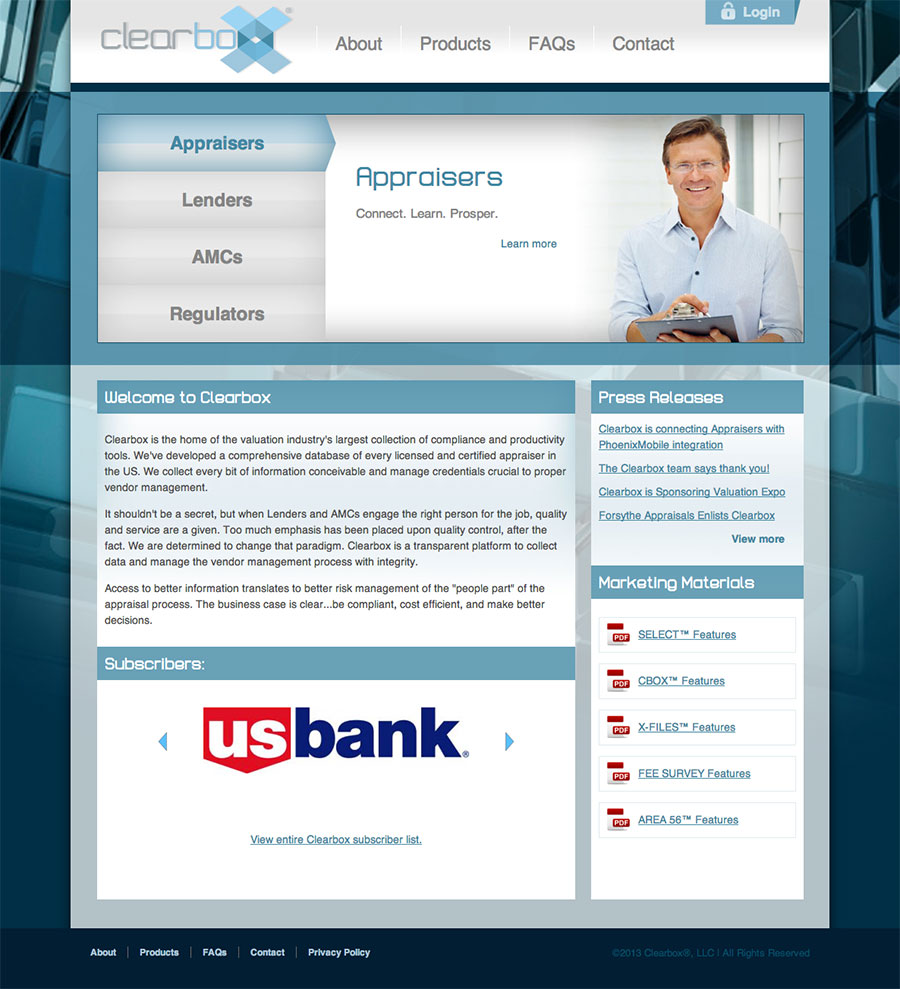 clearbox®
Login
About
Products
FAQs
Contact
Appraisers
Lenders
AMCs
Regulators
Appraisers
Connect. Learn. Prosper.
Learn more
Welcome to Clearbox
Clearbox is the home of the valuation industry's largest collection of compliance and productivity
tools. We've developed a comprehensive database of every licensed and certified appraiser in
the US. We collect every bit of information conceivable and manage credentials crucial to proper
vendor management.
It shouldn't be a secret, but when Lenders and AMCs engage the right person for the job, quality
and service are a given. Too much emphasis has been placed upon quality control, after the
fact. We are determined to change that paradigm. Clearbox is a transparent platform to collect
data and manage the vendor management process with integrity.
Access to better information translates to better risk management of the "people part" of the
appraisal process. The business case is clear...be compliant, cost efficient, and make better
decisions.
Subscribers:
usbank®
View entire Clearbox subscriber list.
Press Releases
Clearbox is connecting Appraisers with
PhoenixMobile integration
The Clearbox team says thank you!
Clearbox is Sponsoring Valuation Expo
Forsythe Appraisals Enlists Clearbox
View more
Marketing Materials
PDF SELECT™ Features
PDF CBOX™ Features
PDF X-FILES™ Features
PDF FEE SURVEY Features
PDF AREA 56™ Features
About | Products | FAQs | Contact | Privacy Policy
©2013 Clearbox®, LLC | All Rights Reserved